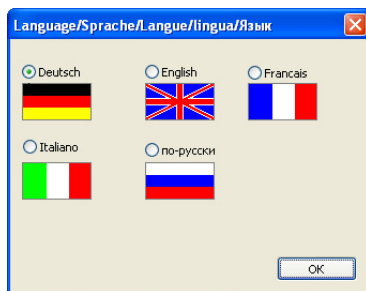 Language/Sprache/Langue/lingua/Язык
Deutsch English Francais
Italiano по-русски
OK